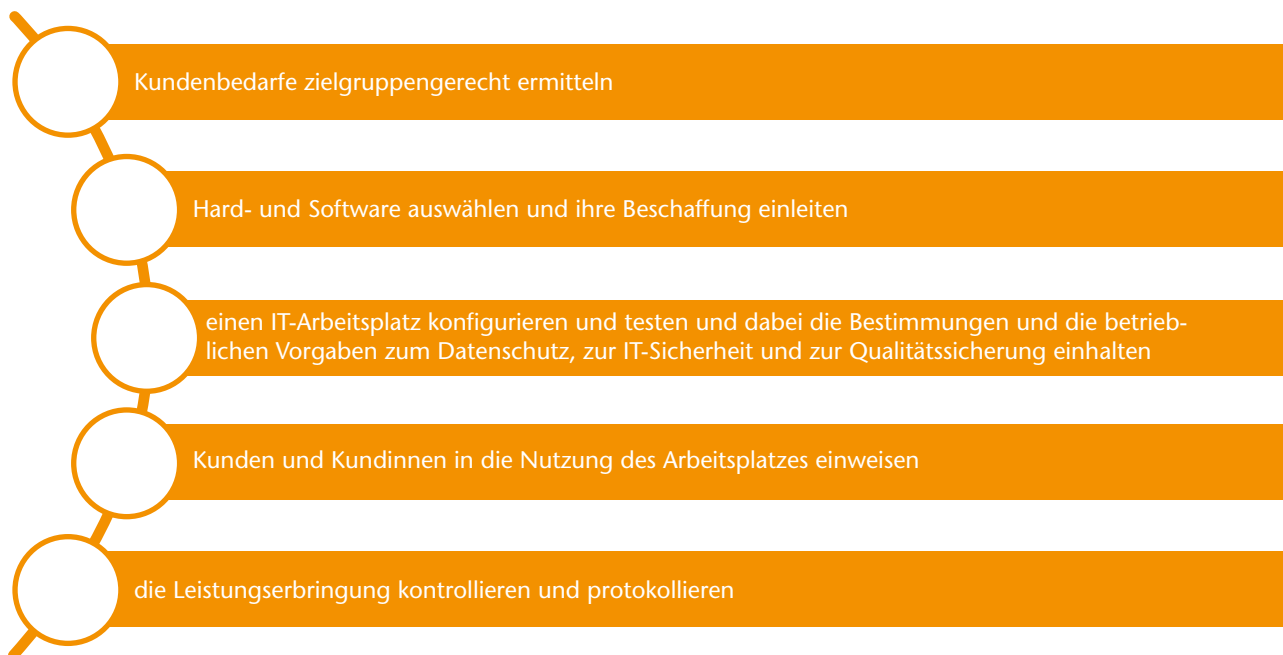 Kundenbedarfe zielgruppengerecht ermitteln
Hard- und Software auswählen und ihre Beschaffung einleiten
einen IT-Arbeitsplatz konfigurieren und testen und dabei die Bestimmungen und die betrieb-
lichen Vorgaben zum Datenschutz, zur IT-Sicherheit und zur Qualitätssicherung einhalten
Kunden und Kundinnen in die Nutzung des Arbeitsplatzes einweisen
die Leistungserbringung kontrollieren und protokollieren